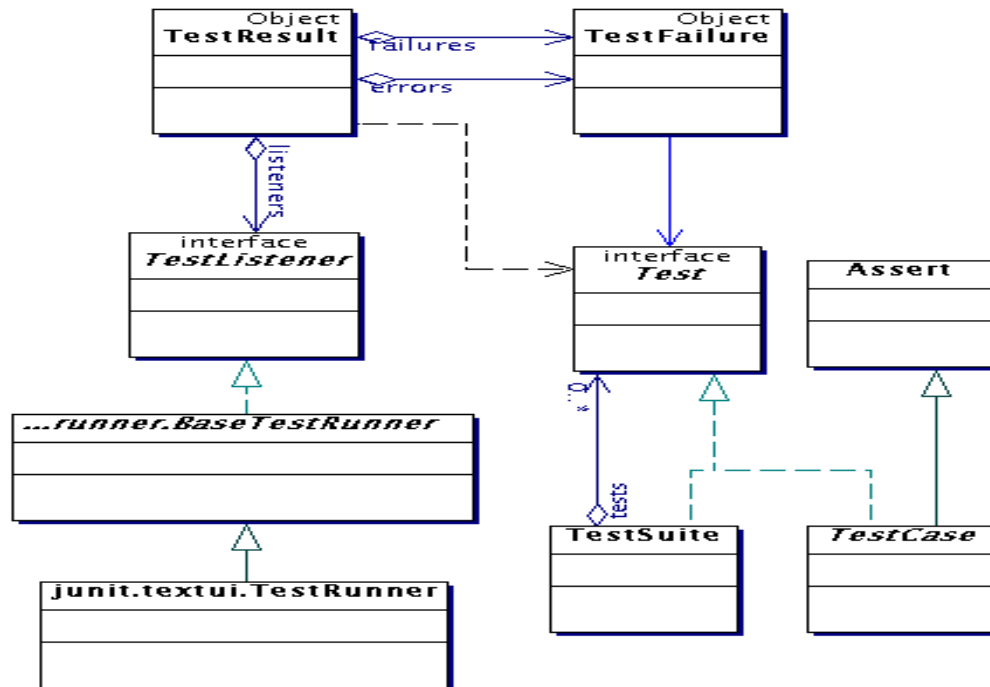 Object
TestResult
Object
TestFailure
failures
errors
listeners
interface
TestListener
interface
Test
Assert
0..*
...runner.BaseTestRunner
tests
TestSuite
TestCase
junit.textui.TestRunner